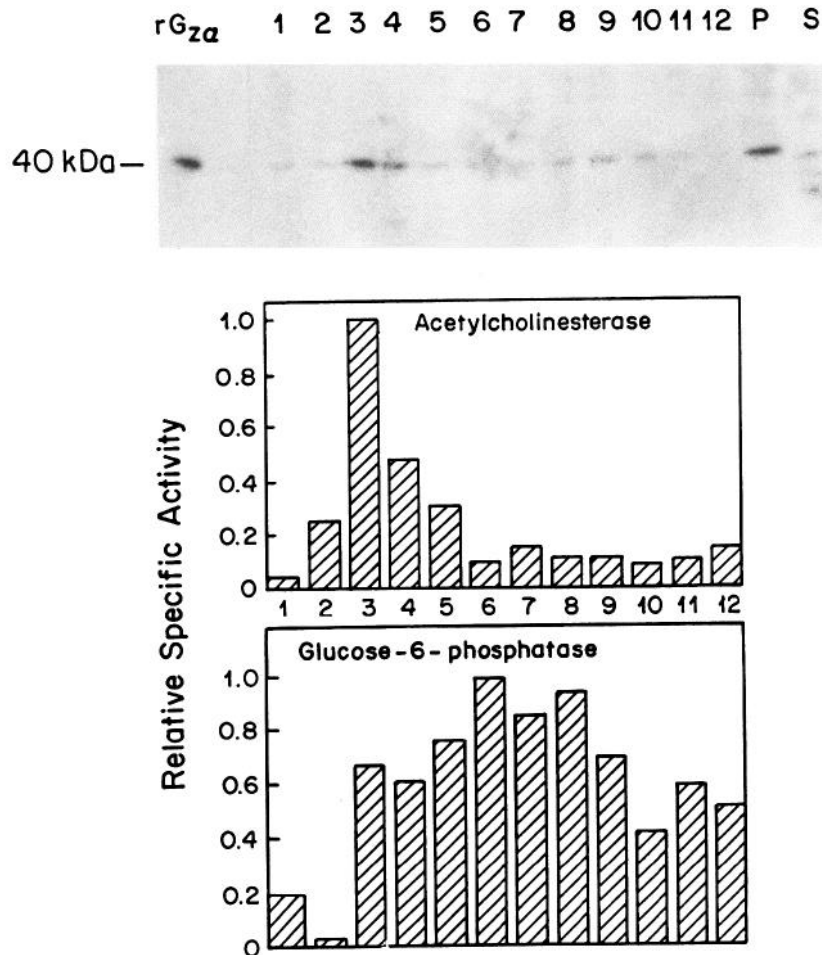 rGzα 1 2 3 4 5 6 7 8 9 10 11 12 P S
40 kDa—
Relative Specific Activity
Acetylcholinesterase
1.0
0.8
0.6
0.4
0.2
0
1 2 3 4 5 6 7 8 9 10 11 12
Glucose-6-phosphatase
1.0
0.8
0.6
0.4
0.2
0